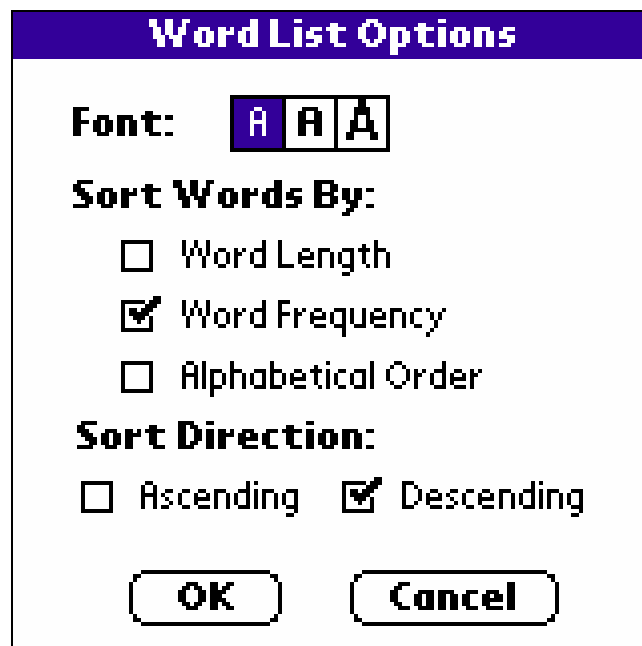 Word List Options
Font: A A A
Sort Words By:
Word Length
Word Frequency
Alphabetical Order
Sort Direction:
Ascending Descending
OK Cancel